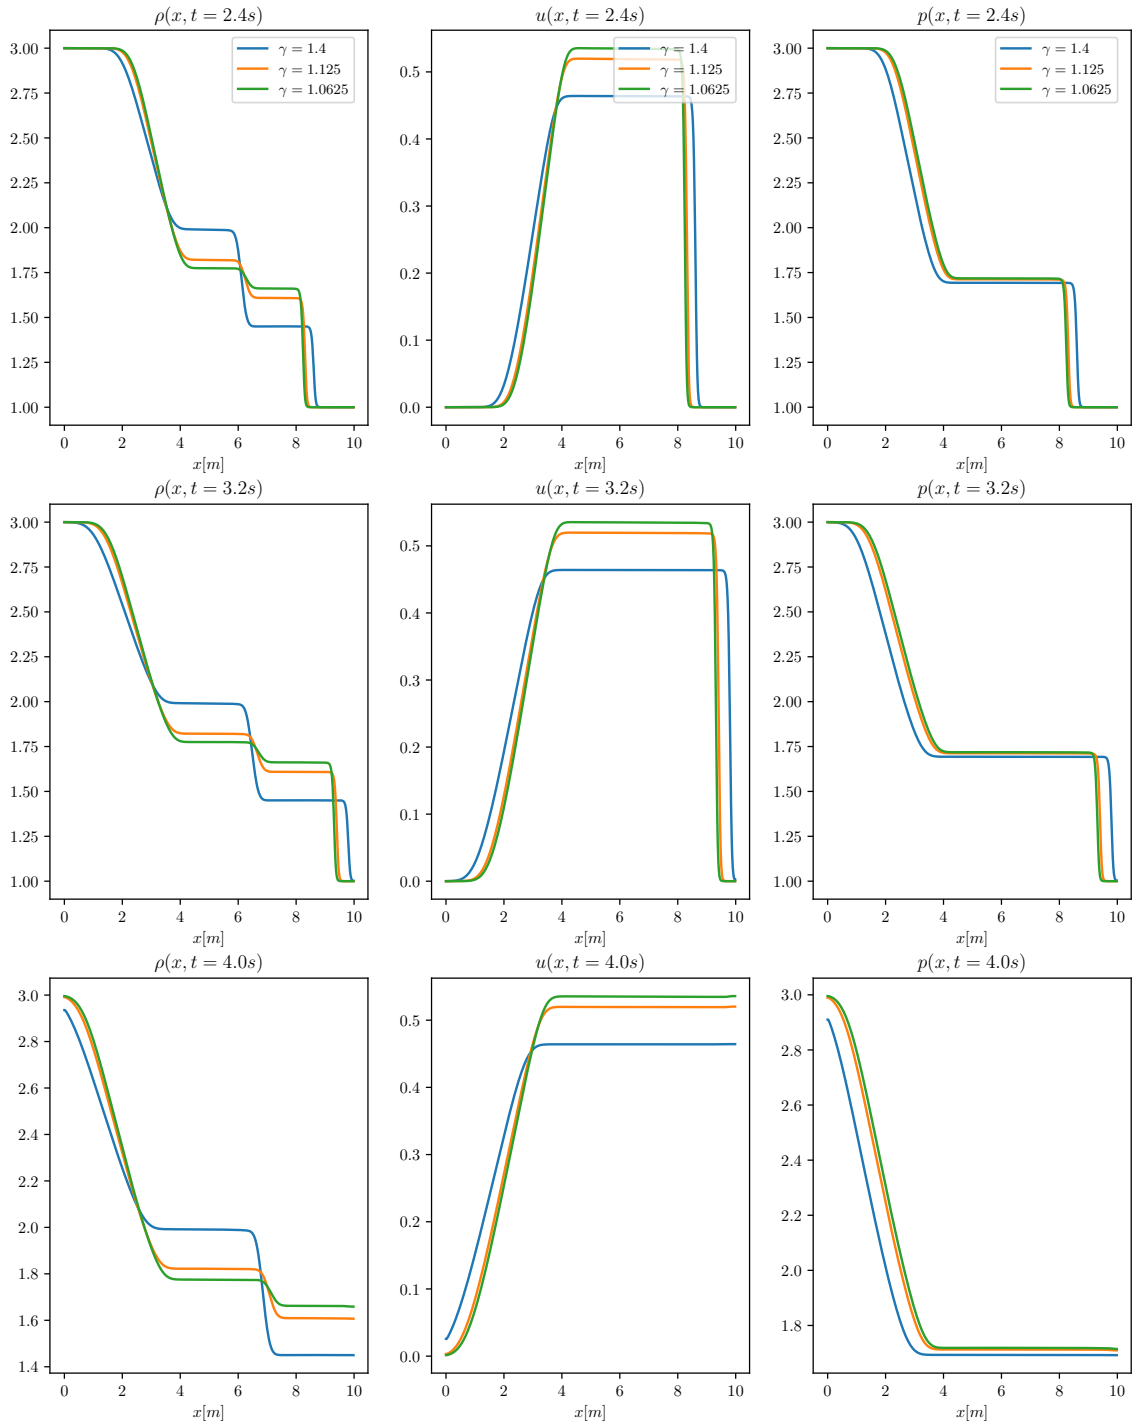 ρ(x, t = 2.4s)
3.00
2.75
2.50
2.25
2.00
1.75
1.50
1.25
1.00
γ = 1.4
γ = 1.125
γ = 1.0625
0 2 4 6 8 10
x[m]
u(x, t = 2.4s)
0.5
0.4
0.3
0.2
0.1
0.0
γ = 1.4
γ = 1.125
γ = 1.0625
0 2 4 6 8 10
x[m]
p(x, t = 2.4s)
3.00
2.75
2.50
2.25
2.00
1.75
1.50
1.25
1.00
γ = 1.4
γ = 1.125
γ = 1.0625
0 2 4 6 8 10
x[m]
ρ(x, t = 3.2s)
3.00
2.75
2.50
2.25
2.00
1.75
1.50
1.25
1.00
0 2 4 6 8 10
x[m]
u(x, t = 3.2s)
0.5
0.4
0.3
0.2
0.1
0.0
0 2 4 6 8 10
x[m]
p(x, t = 3.2s)
3.00
2.75
2.50
2.25
2.00
1.75
1.50
1.25
1.00
0 2 4 6 8 10
x[m]
ρ(x, t = 4.0s)
3.0
2.8
2.6
2.4
2.2
2.0
1.8
1.6
1.4
0 2 4 6 8 10
x[m]
u(x, t = 4.0s)
0.5
0.4
0.3
0.2
0.1
0.0
0 2 4 6 8 10
x[m]
p(x, t = 4.0s)
3.0
2.8
2.6
2.4
2.2
2.0
1.8
0 2 4 6 8 10
x[m]